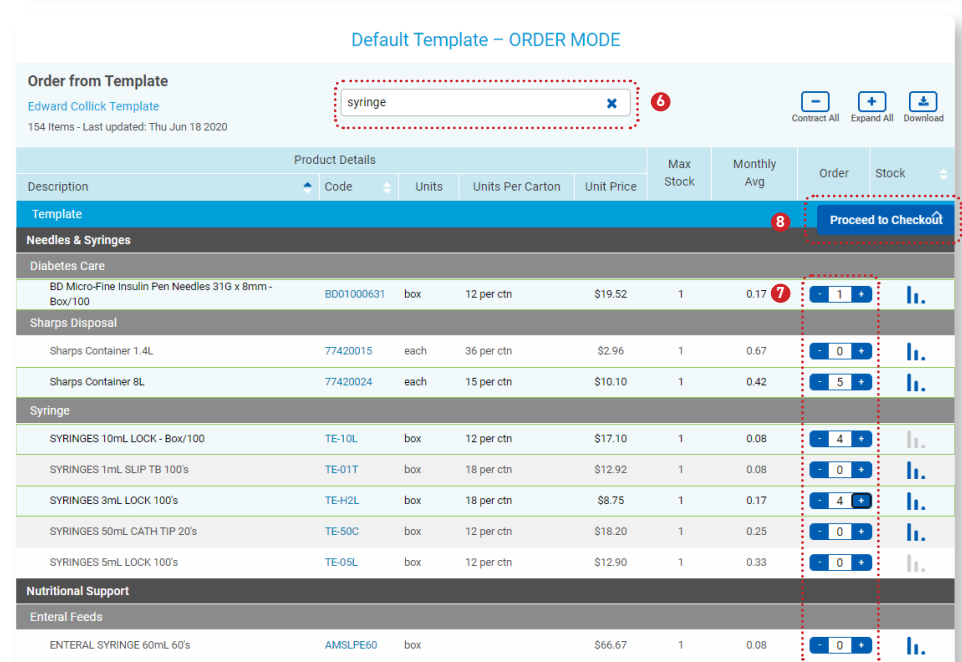 Default Template – ORDER MODE
Order from Template
Edward Collick Template
154 Items - Last updated: Thu Jun 18 2020
syringe
6
Contract All Expand All Download
Product Details
Max Stock
Monthly Avg
Order
Stock
Description Code Units Units Per Carton Unit Price
Template
8
Proceed to Checkout
Needles & Syringes
Diabetes Care
BD Micro-Fine Insulin Pen Needles 31G x 8mm -
Box/100
BD01000631 box 12 per ctn $19.52 1 0.17 7 - 1 +
Sharps Disposal
Sharps Container 1.4L 77420015 each 36 per ctn $2.96 1 0.67 - 0 +
Sharps Container 8L 77420024 each 15 per ctn $10.10 1 0.42 - 5 +
Syringe
SYRINGES 10mL LOCK - Box/100 TE-10L box 12 per ctn $17.10 1 0.08 - 4 +
SYRINGES 1mL SLIP TB 100's TE-01T box 18 per ctn $12.92 1 0.08 - 0 +
SYRINGES 3mL LOCK 100's TE-H2L box 18 per ctn $8.75 1 0.17 - 4 +
SYRINGES 50mL CATH TIP 20's TE-50C box 12 per ctn $18.20 1 0.25 - 0 +
SYRINGES 5mL LOCK 100's TE-05L box 12 per ctn $12.90 1 0.33 - 0 +
Nutritional Support
Enteral Feeds
ENTERAL SYRINGE 60mL 60's AMSLPE60 box $66.67 1 0.08 - 0 +